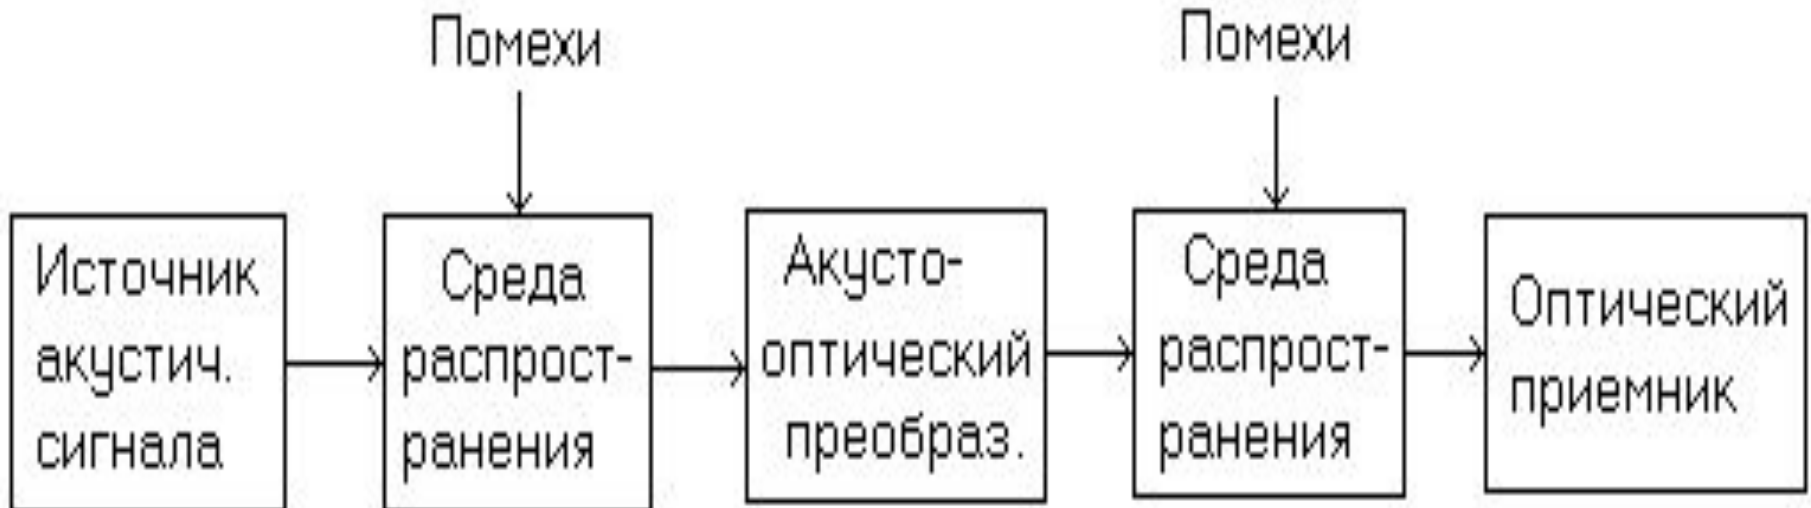 Помехи
Помехи
Источник
акустич.
сигнала
Среда
распрост-
ранения
Акусто-
оптический
преобраз.
Среда
распрост-
ранения
Оптический
приемник